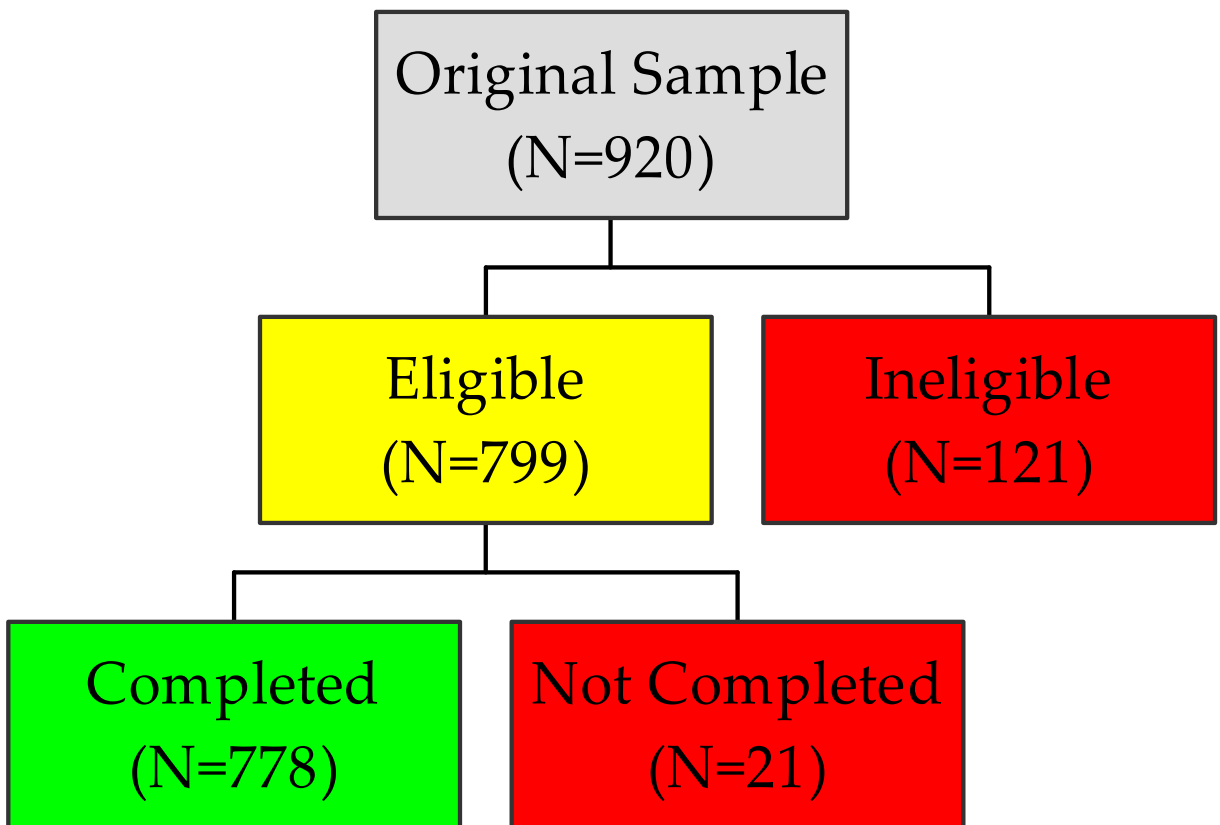 Original Sample
(N=920)
Eligible
(N=799)
Ineligible
(N=121)
Completed
(N=778)
Not Completed
(N=21)